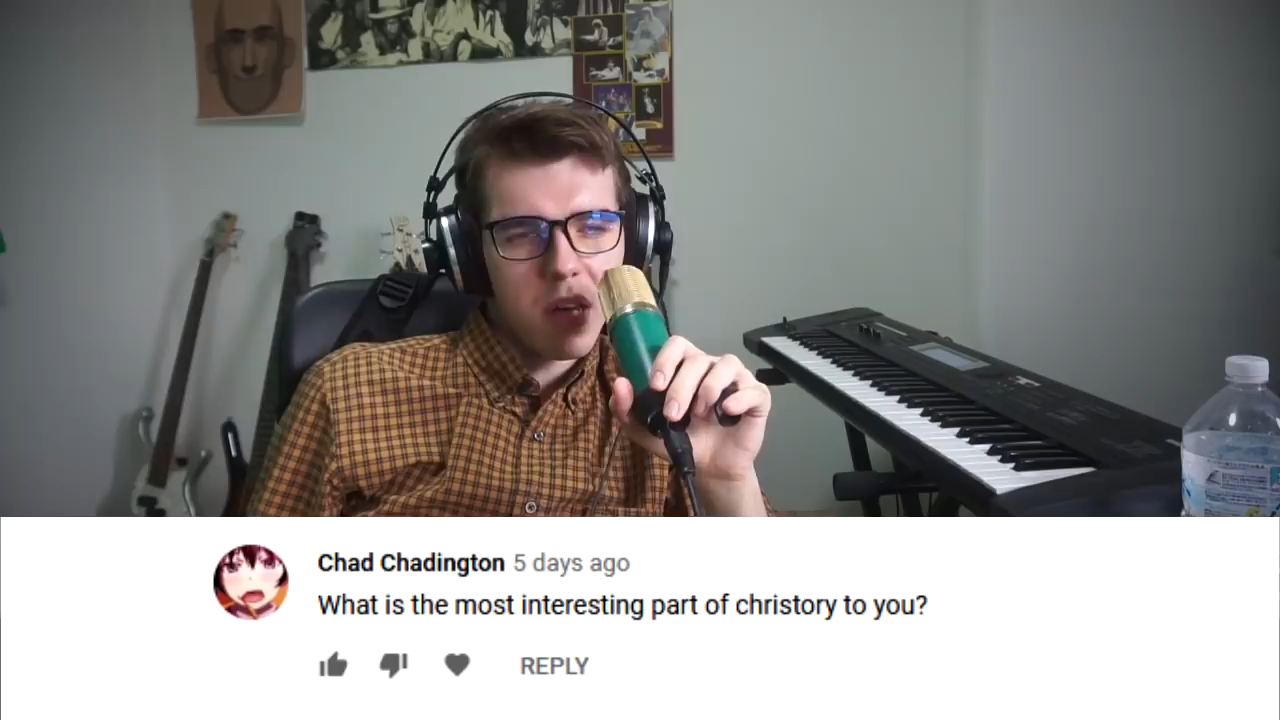 Chad Chadington 5 days ago
What is the most interesting part of christory to you?
REPLY